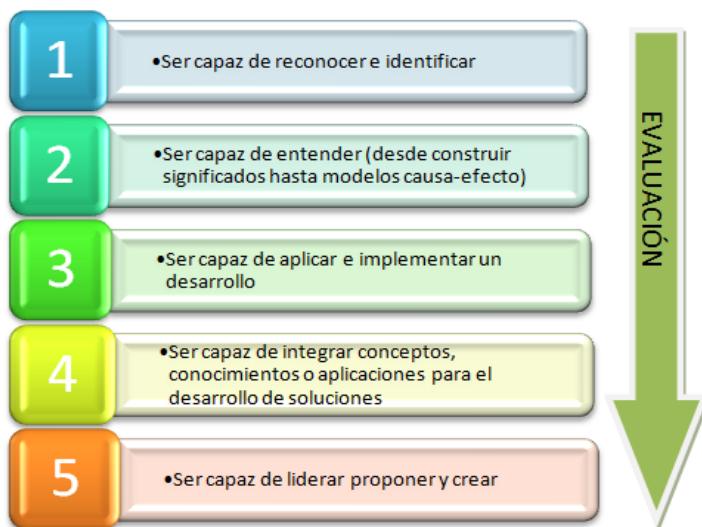 1
•Ser capaz de reconocer e identificar
2
•Ser capaz de entender (desde construir
significados hasta modelos causa-efecto)
3
•Ser capaz de aplicar e implementar un
desarrollo
4
•Ser capaz de integrar conceptos,
conocimientos o aplicaciones para el
desarrollo de soluciones
5
•Ser capaz de liderar proponer y crear
EVALUACIÓN